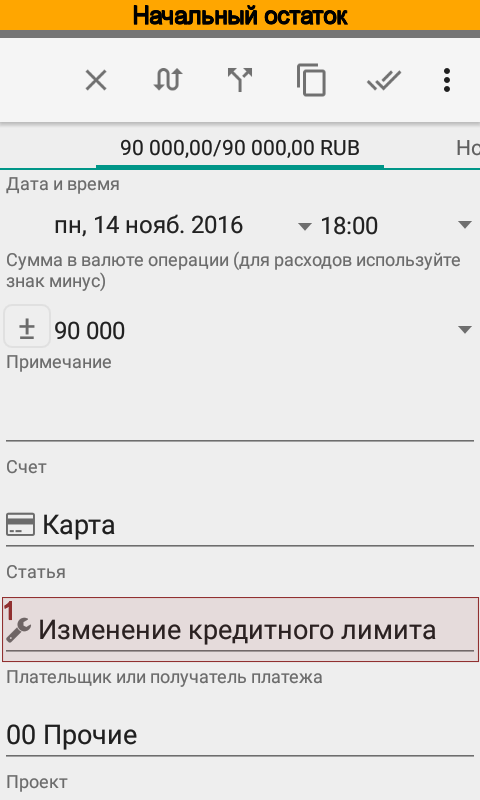 Начальный остаток
90 000,00/90 000,00 RUB
Но
Дата и время
пн, 14 нояб. 2016
18:00
Сумма в валюте операции (для расходов используйте
знак минус)
± 90 000
Примечание
Счет
Карта
Статья
1
Изменение кредитного лимита
Плательщик или получатель платежа
00 Прочие
Проект